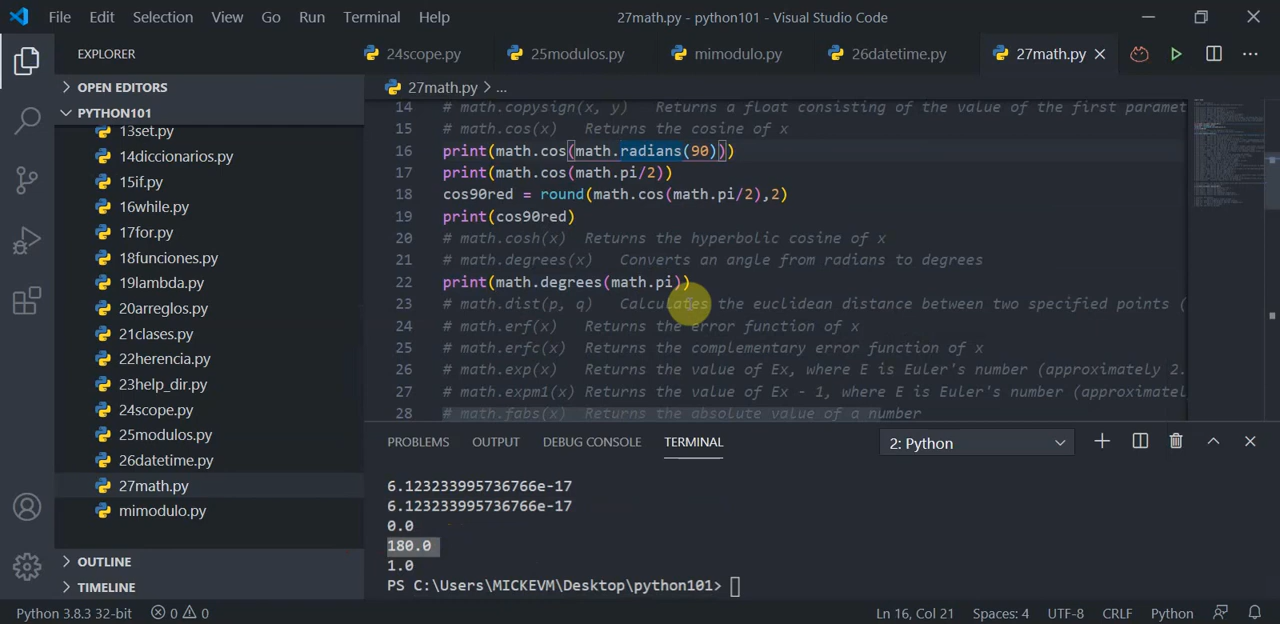 File Edit Selection View Go Run Terminal Help 27math.py - python101 - Visual Studio Code
EXPLORER
24scope.py 25modulos.py mimodulo.py 26datetime.py 27math.py
OPEN EDITORS
PYTHON101
13set.py
14diccionarios.py
15if.py
16while.py
17for.py
18funciones.py
19lambda.py
20arreglos.py
21clases.py
22herencia.py
23help_dir.py
24scope.py
25modulos.py
26datetime.py
27math.py
mimodulo.py
OUTLINE
TIMELINE
27math.py > ...
14 # math.copysign(x, y) Returns a float consisting of the value of the first paramet
15 # math.cos(x) Returns the cosine of x
16 print(math.cos(math.radians(90)))
17 print(math.cos(math.pi/2))
18 cos90red = round(math.cos(math.pi/2),2)
19 print(cos90red)
20 # math.cosh(x) Returns the hyperbolic cosine of x
21 # math.degrees(x) Converts an angle from radians to degrees
22 print(math.degrees(math.pi))
23 # math.dist(p, q) Calculates the euclidean distance between two specified points (
24 # math.erf(x) Returns the error function of x
25 # math.erfc(x) Returns the complementary error function of x
26 # math.exp(x) Returns the value of Ex, where E is Euler's number (approximately 2.
27 # math.expm1(x) Returns the value of Ex - 1, where E is Euler's number (approximatel
28 # math.fabs(x) Returns the absolute value of a number
PROBLEMS OUTPUT DEBUG CONSOLE TERMINAL 2: Python
6.123233995736766e-17
6.123233995736766e-17
0.0
180.0
1.0
PS C:\Users\MICKEVM\Desktop\python101>
Python 3.8.3 32-bit 0 0 Ln 16, Col 21 Spaces: 4 UTF-8 CRLF Python